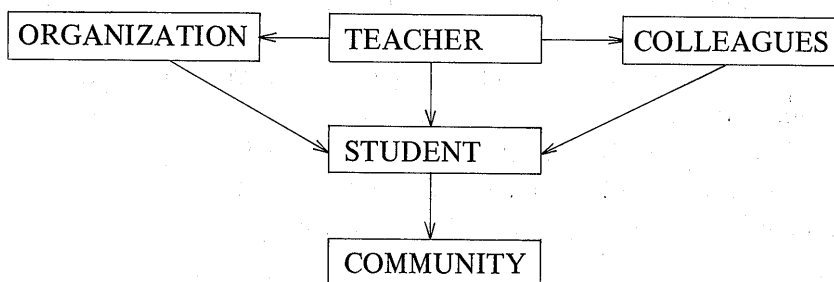 ORGANIZATION
TEACHER
COLLEAGUES
STUDENT
COMMUNITY